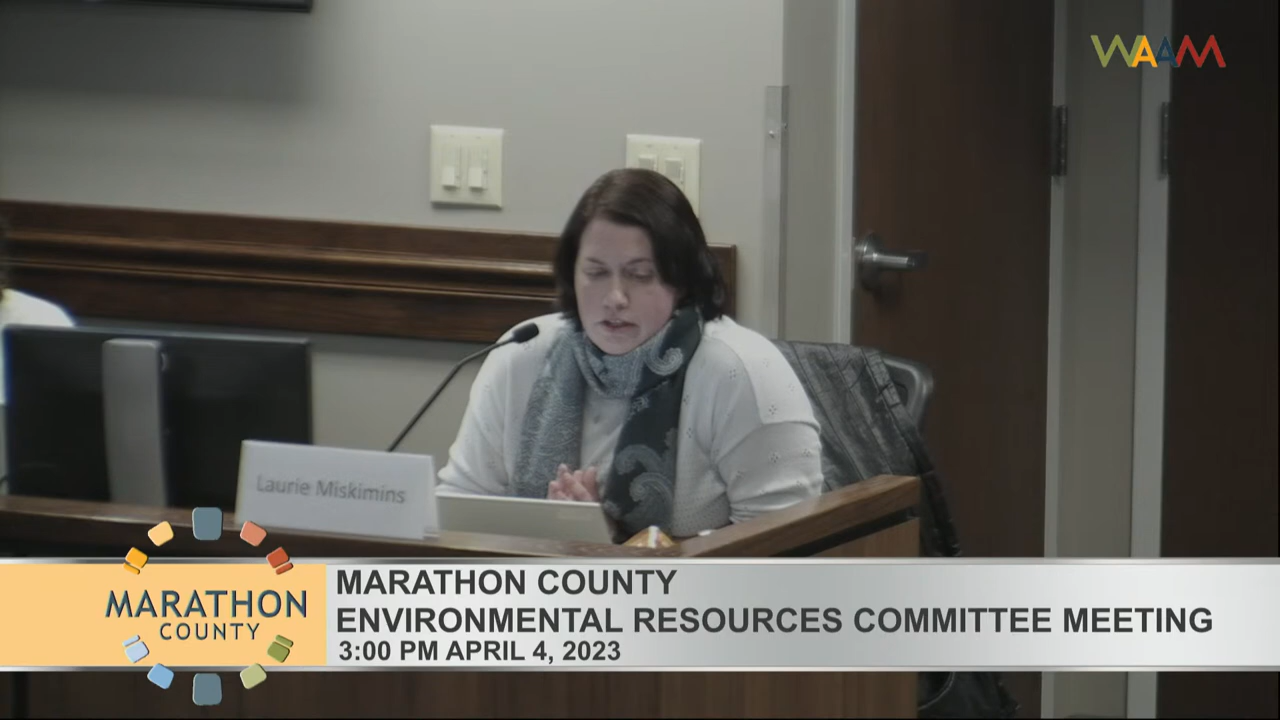 WAAM
Laurie Miskimins
MARATHON
COUNTY
MARATHON COUNTY
ENVIRONMENTAL RESOURCES COMMITTEE MEETING
3:00 PM APRIL 4, 2023